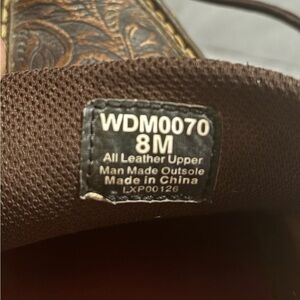 WDM0070
8M
All Leather Upper
Man Made Outsole
Made in China
LXP00126